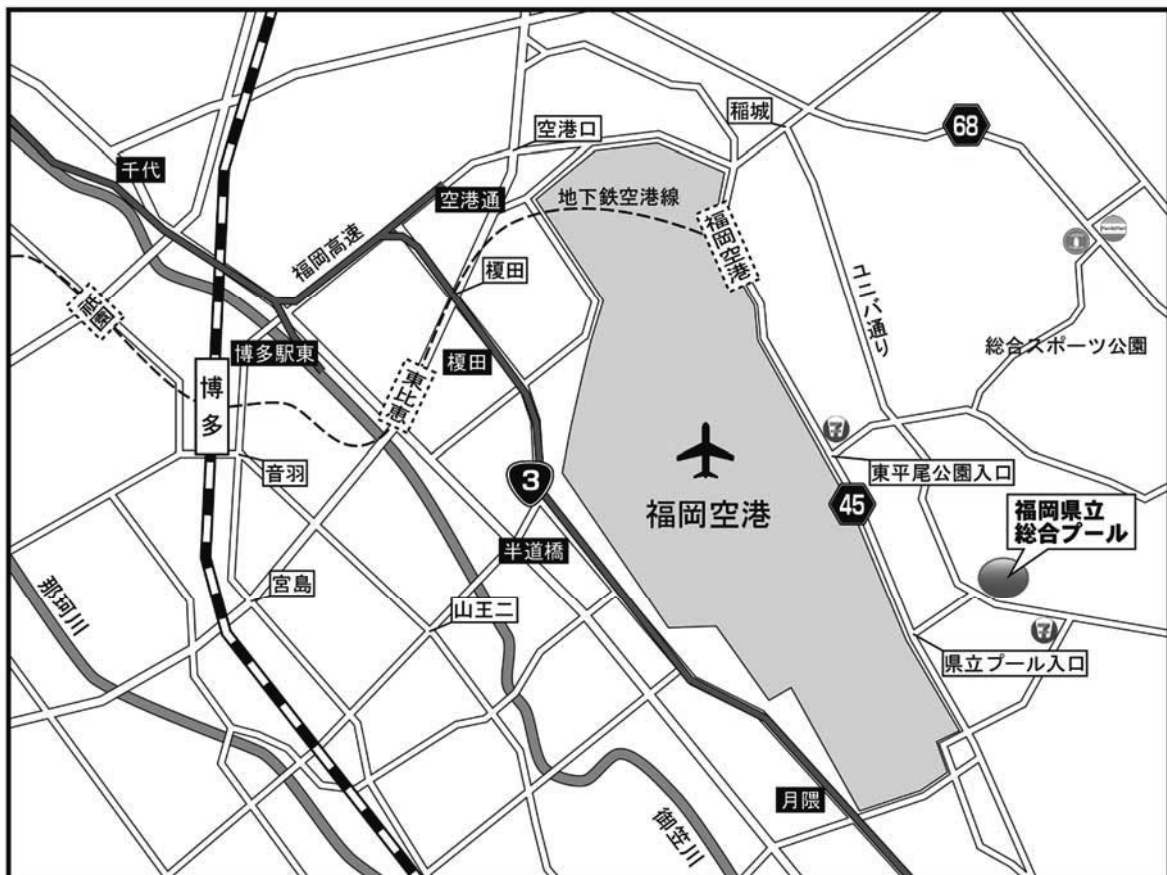 稲城
68
空港口
千代
空港通
地下鉄空港線
福岡空港
福岡高速
榎田
ユニバ通り
FamilyMart
祇園
総合スポーツ公園
博多駅東
榎田
博多
東比恵
7
音羽
3
東平尾公園入口
45
福岡空港
福岡県立
総合プール
半道橋
宮島
那珂川
山王二
7
県立プール入口
月隈
御笠川